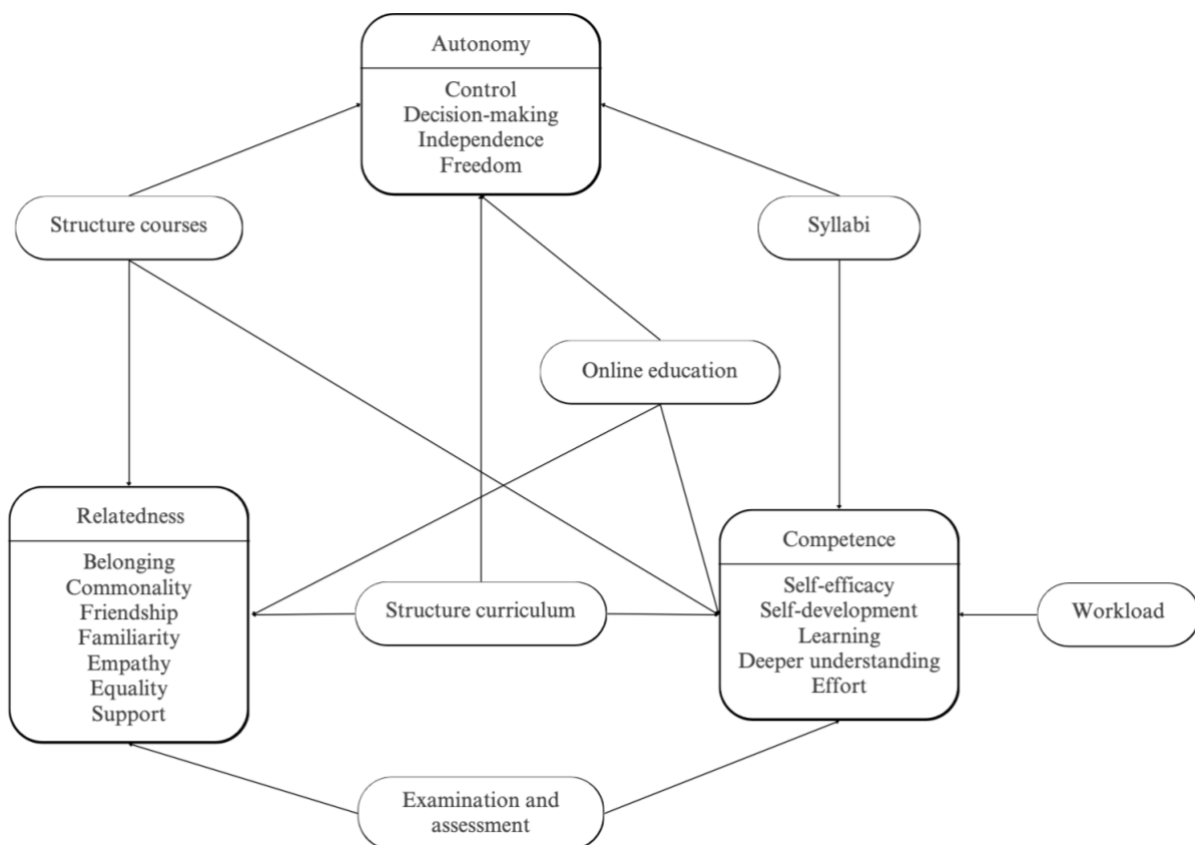 Autonomy
Control
Decision-making
Independence
Freedom
Structure courses
Syllabi
Online education
Relatedness
Belonging
Commonality
Friendship
Familiarity
Empathy
Equality
Support
Structure curriculum
Competence
Self-efficacy
Self-development
Learning
Deeper understanding
Effort
Workload
Examination and
assessment